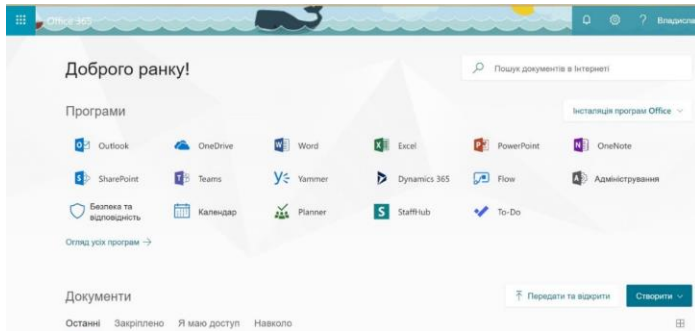 Office 365
Владисла
Доброго ранку!
Пошук документів в Інтернеті
Програми
Інсталяція програм Office
Outlook
OneDrive
Word
Excel
PowerPoint
OneNote
SharePoint
Teams
Yammer
Dynamics 365
Flow
Адміністрування
Безпека та
відповідність
Календар
Planner
StaffHub
To-Do
Огляд усіх програм →
Документи
Передати та відкрити
Створити
Останні Закріплено Я маю доступ Навколо